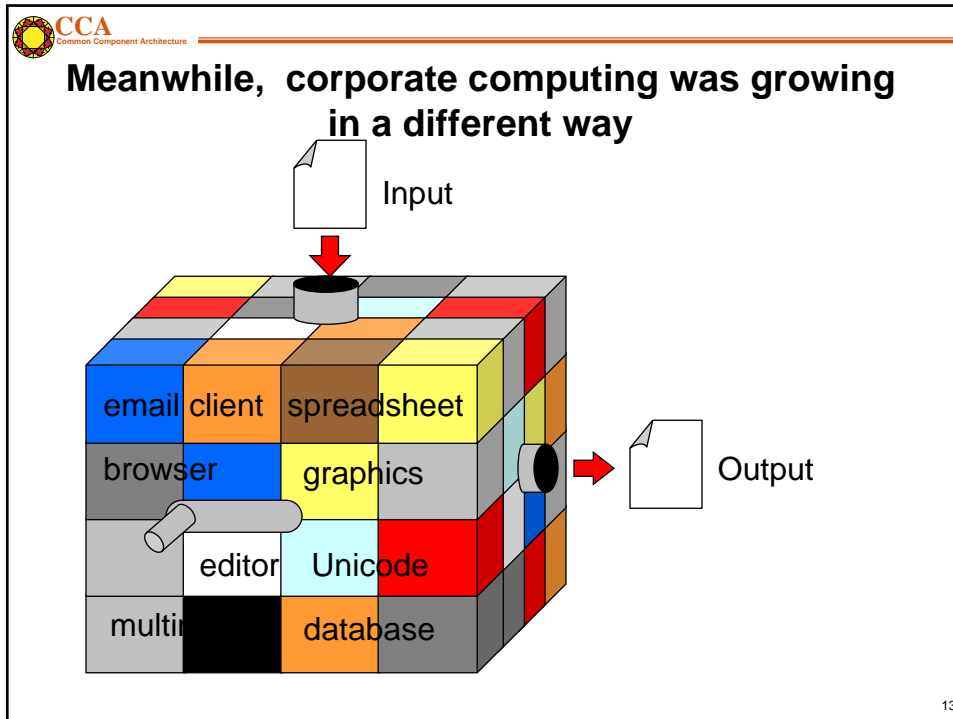 CCA
Common Component Architecture
Meanwhile, corporate computing was growing
in a different way
Input
email client spreadsheet
browser graphics
Output
editor Unicode
database
13